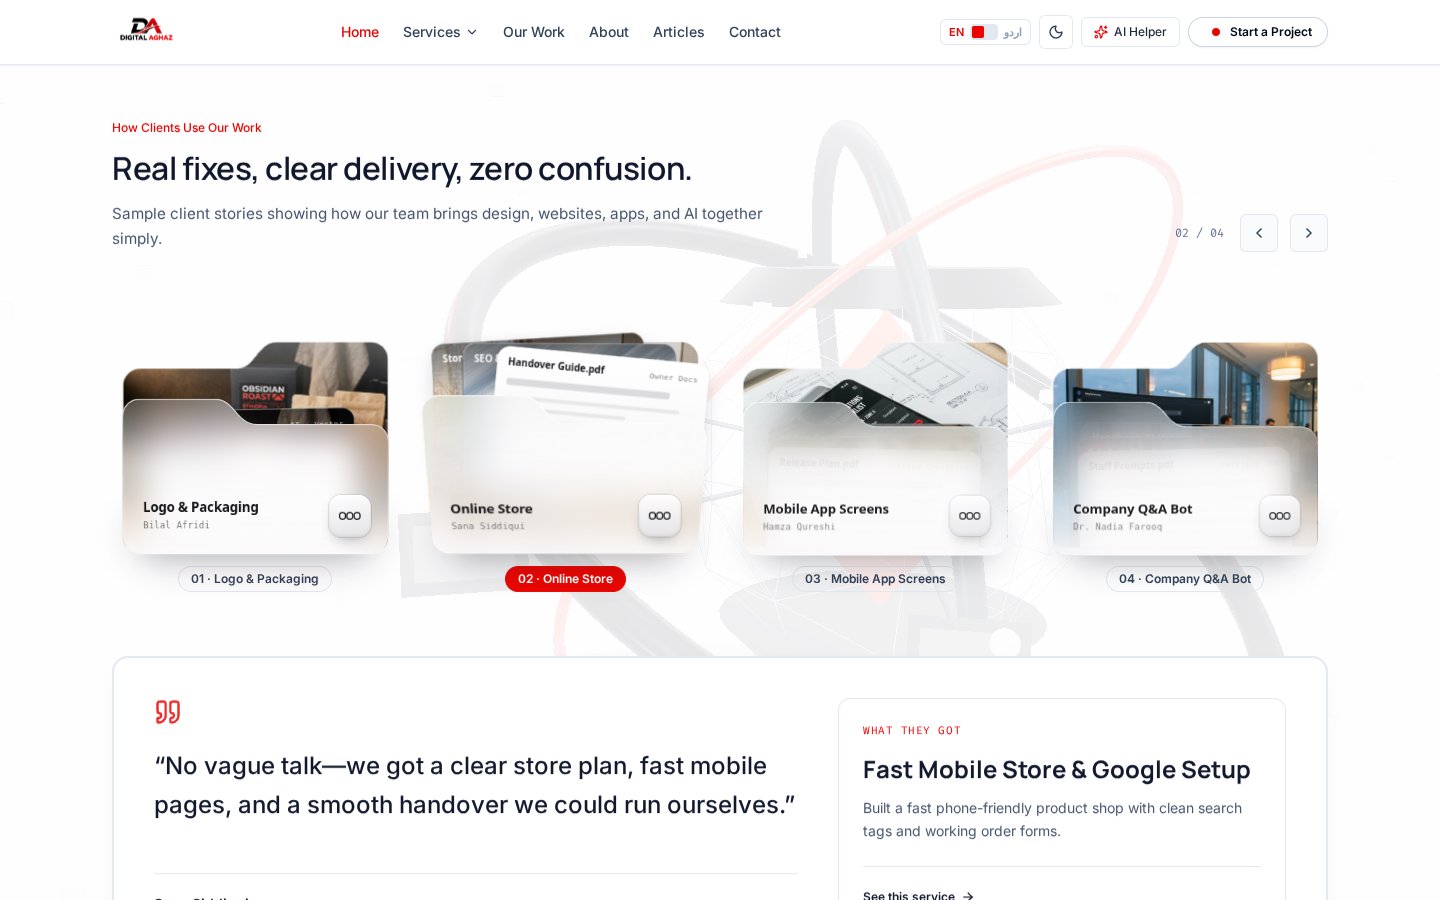 DA
DIGITAL AGHAZ
Home
Services
Our Work
About
Articles
Contact
EN
اردو
AI Helper
Start a Project
How Clients Use Our Work
Real fixes, clear delivery, zero confusion.
Sample client stories showing how our team brings design, websites, apps, and AI together
simply.
02 / 04
OBSIDIAN
ROAST
Logo & Packaging
Bilal Afridi
01 · Logo & Packaging
SEO
Handover Guide.pdf
Owner Docs
Online Store
Sana Siddiqui
02 · Online Store
Release Plan.pdf
Mobile App Screens
Hamza Qureshi
03 · Mobile App Screens
Staff Prompts.pdf
Company Q&A Bot
Dr. Nadia Farooq
04 · Company Q&A Bot
“No vague talk—we got a clear store plan, fast mobile
pages, and a smooth handover we could run ourselves.”
WHAT THEY GOT
Fast Mobile Store & Google Setup
Built a fast phone-friendly product shop with clean search
tags and working order forms.
See this service